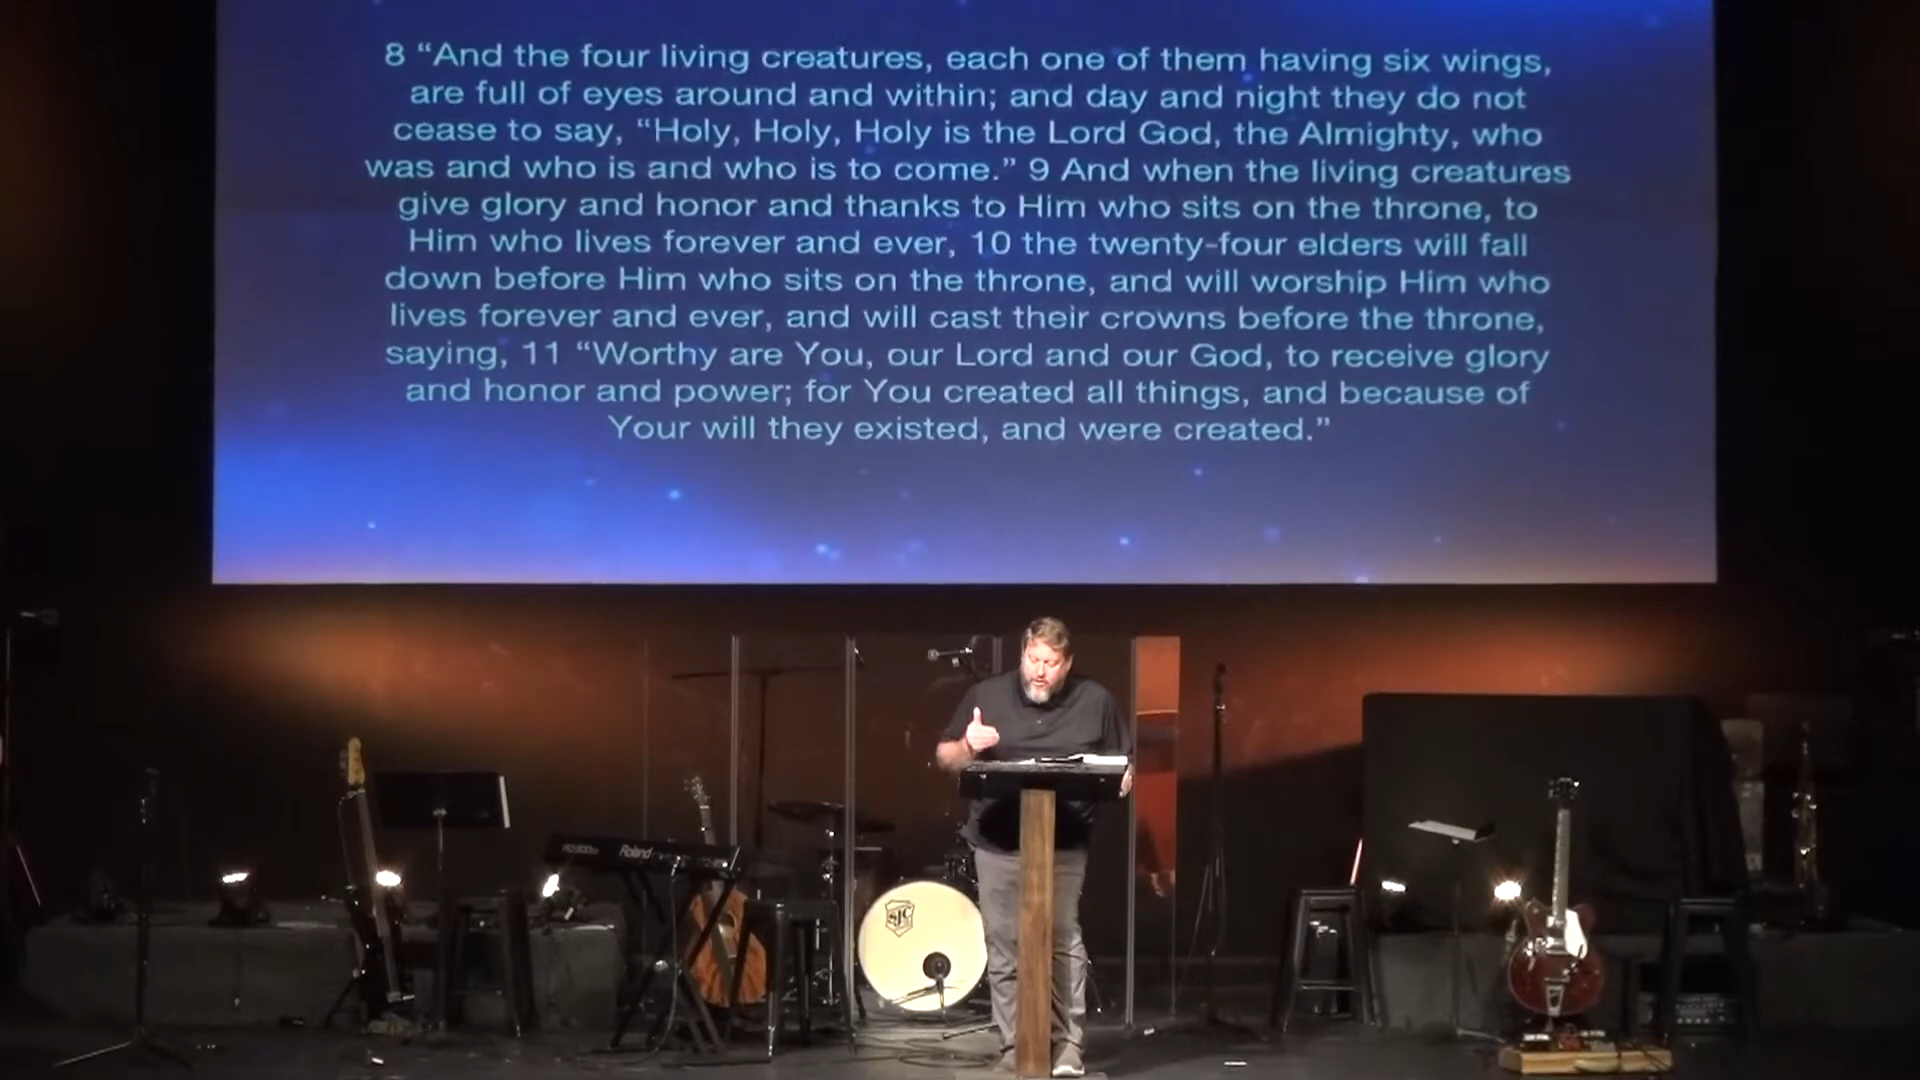 8 “And the four living creatures, each one of them having six wings,
are full of eyes around and within; and day and night they do not
cease to say, “Holy, Holy, Holy is the Lord God, the Almighty, who
was and who is and who is to come.” 9 And when the living creatures
give glory and honor and thanks to Him who sits on the throne, to
Him who lives forever and ever, 10 the twenty-four elders will fall
down before Him who sits on the throne, and will worship Him who
lives forever and ever, and will cast their crowns before the throne,
saying, 11 “Worthy are You, our Lord and our God, to receive glory
and honor and power; for You created all things, and because of
Your will they existed, and were created.”
Roland
SJC